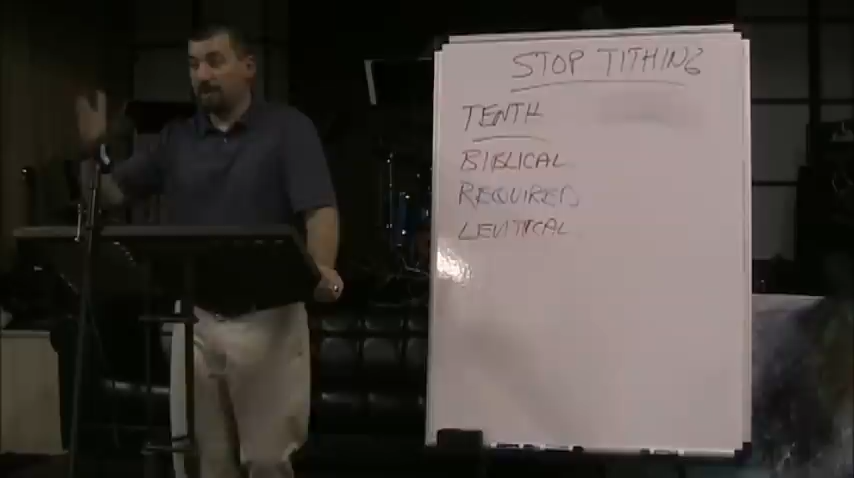 STOP TITHING
TENTH
BIBLICAL
REQUIRED
LEVITICAL